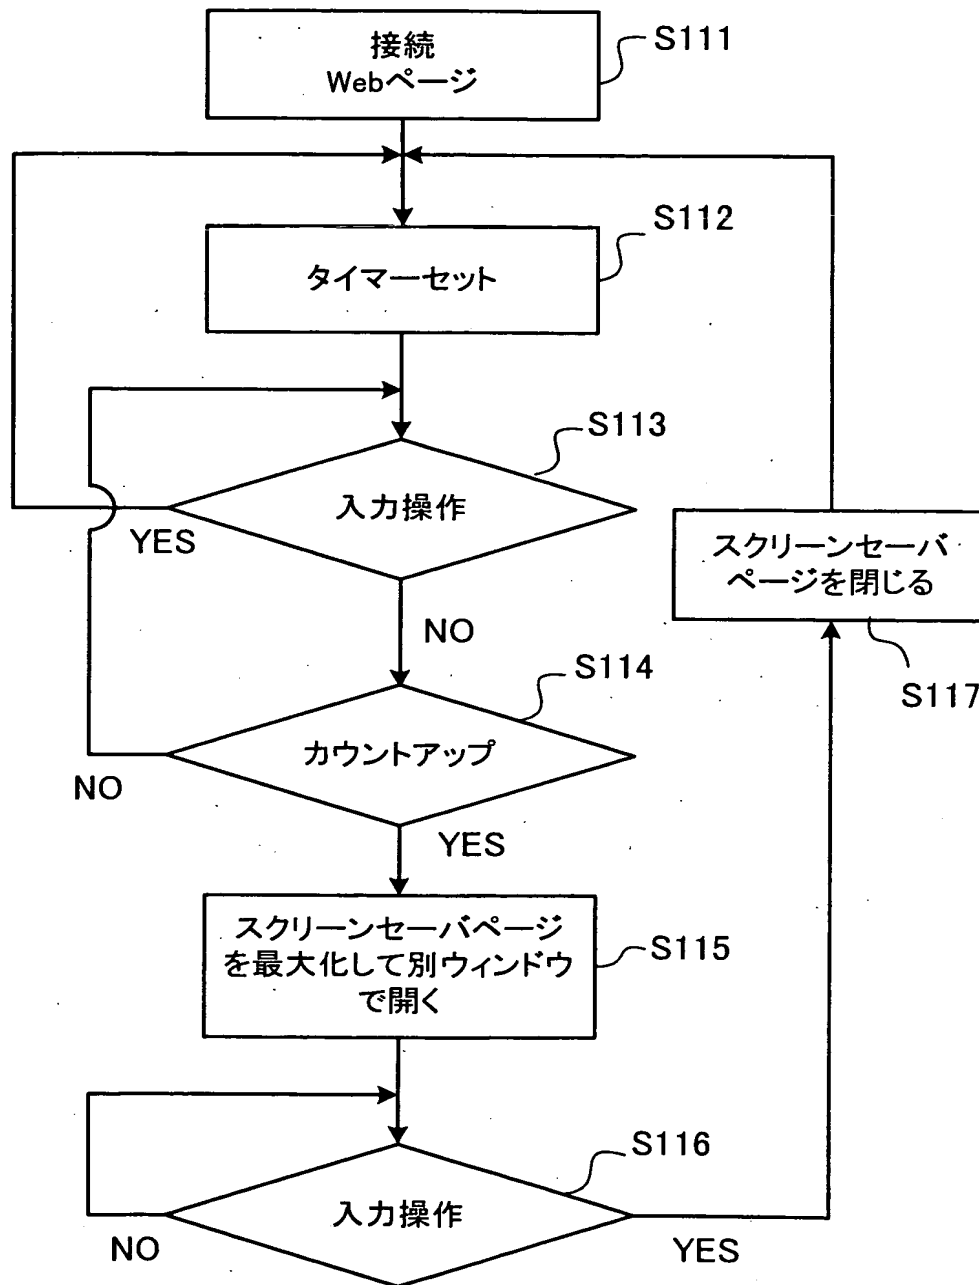 接続
Webページ
S111
S112
タイマーセット
S113
入力操作
YES
NO
スクリーンセーバ
ページを閉じる
S117
S114
カウントアップ
NO
YES
スクリーンセーバページ
を最大化して別ウィンドウ
で開く
S115
S116
入力操作
NO
YES